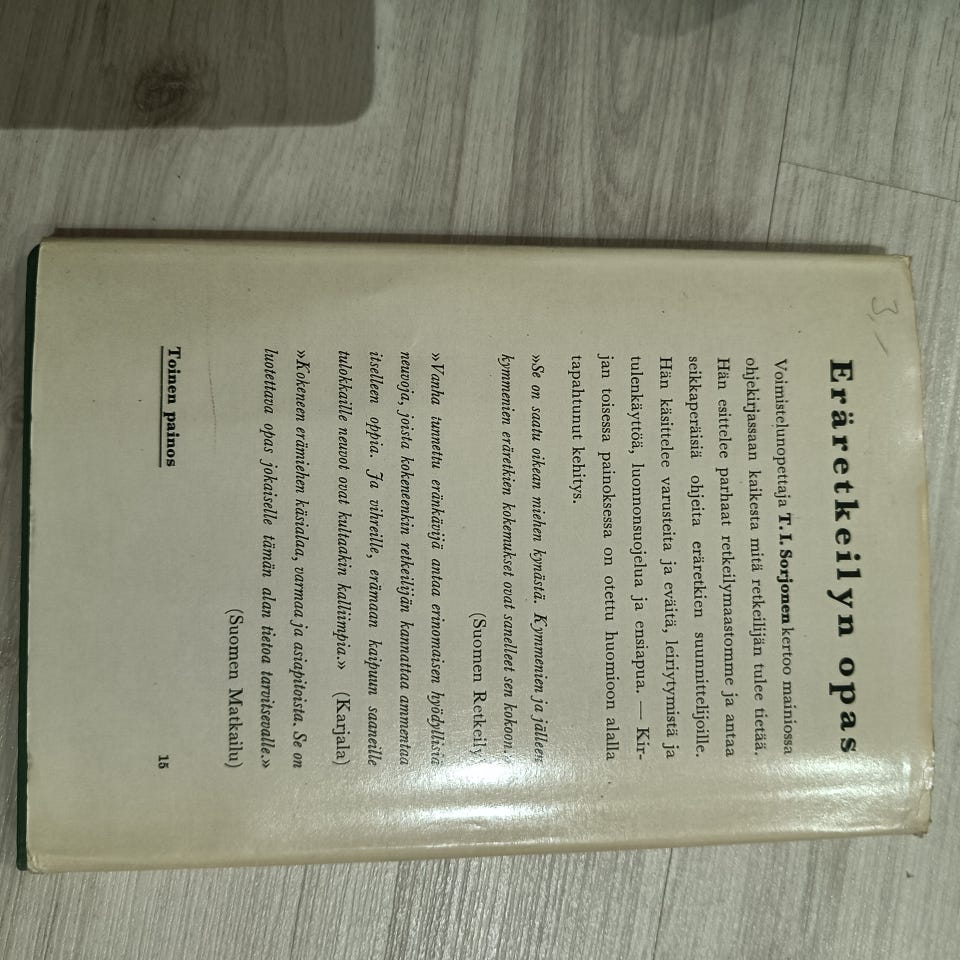 3,–
Eräretkeilyn opas
Voimistelunopettaja T. I. Sorjonen kertoo mainiossa
ohjekirjassaan kaikesta mitä retkeilijän tulee tietää.
Hän esittelee parhaat retkeilymaastomme ja antaa
seikkaperäisiä ohjeita eräretkien suunnittelijoille.
Hän käsittelee varusteita ja eväitä, leiriytymistä ja
tulenkäyttöä, luonnonsuojelua ja ensiapua. — Kir-
jan toisessa painoksessa on otettu huomioon alalla
tapahtunut kehitys.
»Se on saatu oikean miehen kynästä. Kymmenien ja jälleen
kymmenien eräretkien kokemukset ovat sanelleet sen kokoon.»
(Suomen Retkeily)
»Vanha tunnettu eränkävijä antaa erinomaisen hyödyllisiä
neuvoja, joista kokeneenkin retkeilijän kannattaa ammentaa
itselleen oppia. Ja vihreille, erämaan kaipuun saaneille
tulokkaille neuvot ovat kultaakin kalliimpia.» (Karjala)
»Kokeneen erämiehen käsialaa, varmaa ja asiapitoista. Se on
luotettava opas jokaiselle tämän alan tietoa tarvitsevalle.»
(Suomen Matkailu)
Toinen painos
15